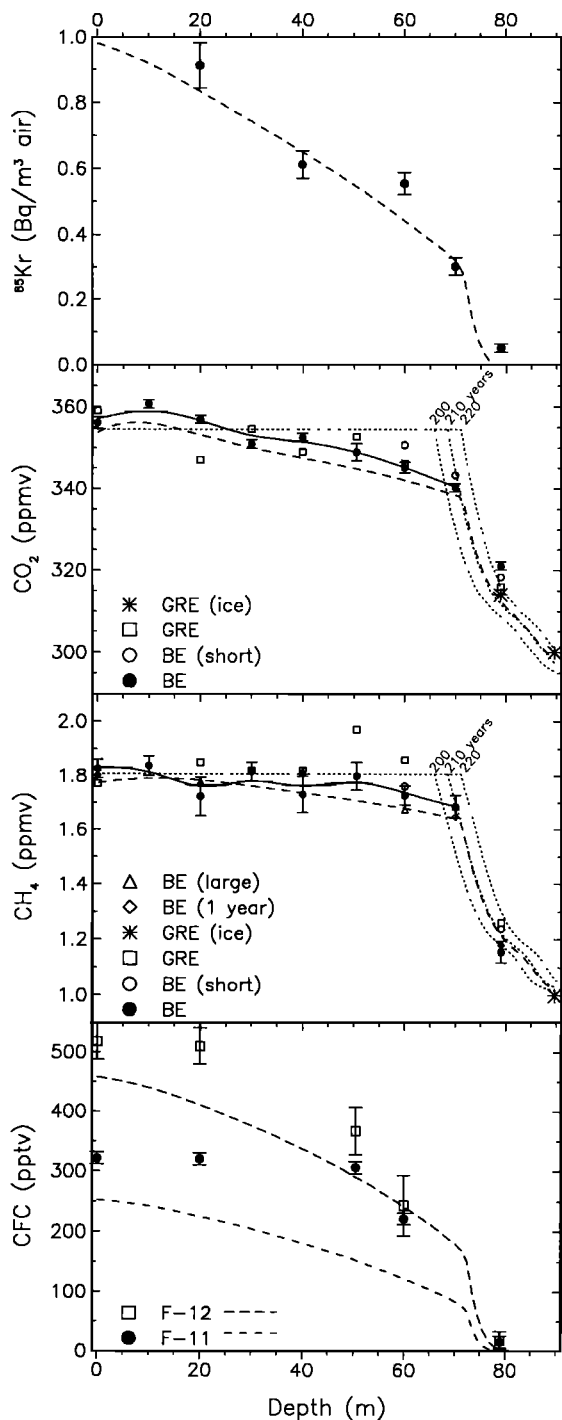 0 20 40 60 80
1.0
0.8
0.6
0.4
0.2
0.0
⁸⁵Kr (Bq/m³ air)
360
340
320
300
CO₂ (ppmv)
200
210 years
220
GRE (ice)
GRE
BE (short)
BE
2.0
1.8
1.6
1.4
1.2
1.0
CH₄ (ppmv)
200
210 years
220
BE (large)
BE (1 year)
GRE (ice)
GRE
BE (short)
BE
500
400
300
200
100
0
CFC (pptv)
F-12
F-11
0 20 40 60 80
Depth (m)